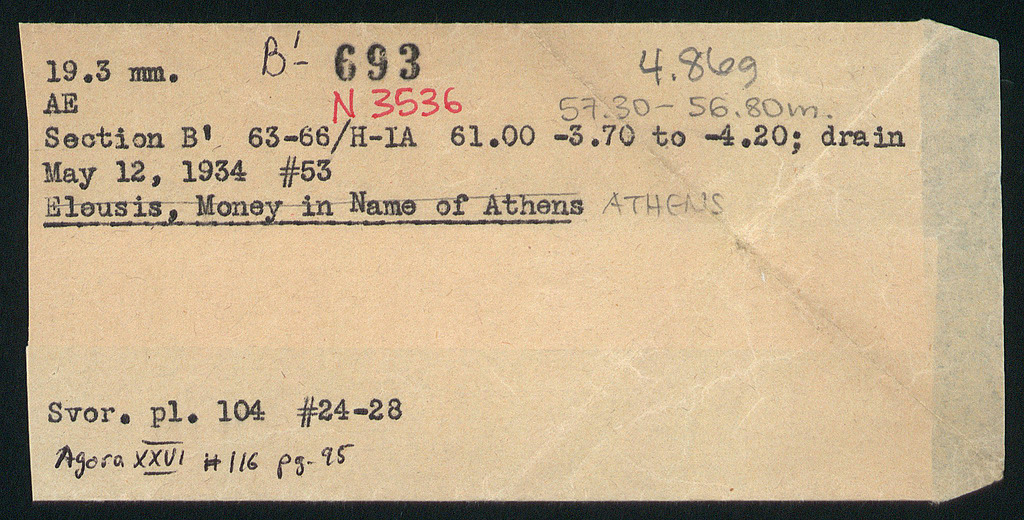 B'- 693 4.86g
19.3 mm.
AE N 3536 57.30-56.80m.
Section B' 63-66/H-IA 61.00 -3.70 to -4.20; drain
May 12, 1934 #53
Eleusis, Money in Name of Athens ATHENS
Svor. pl. 104 #24-28
Agora XXVI #116 pg. 95